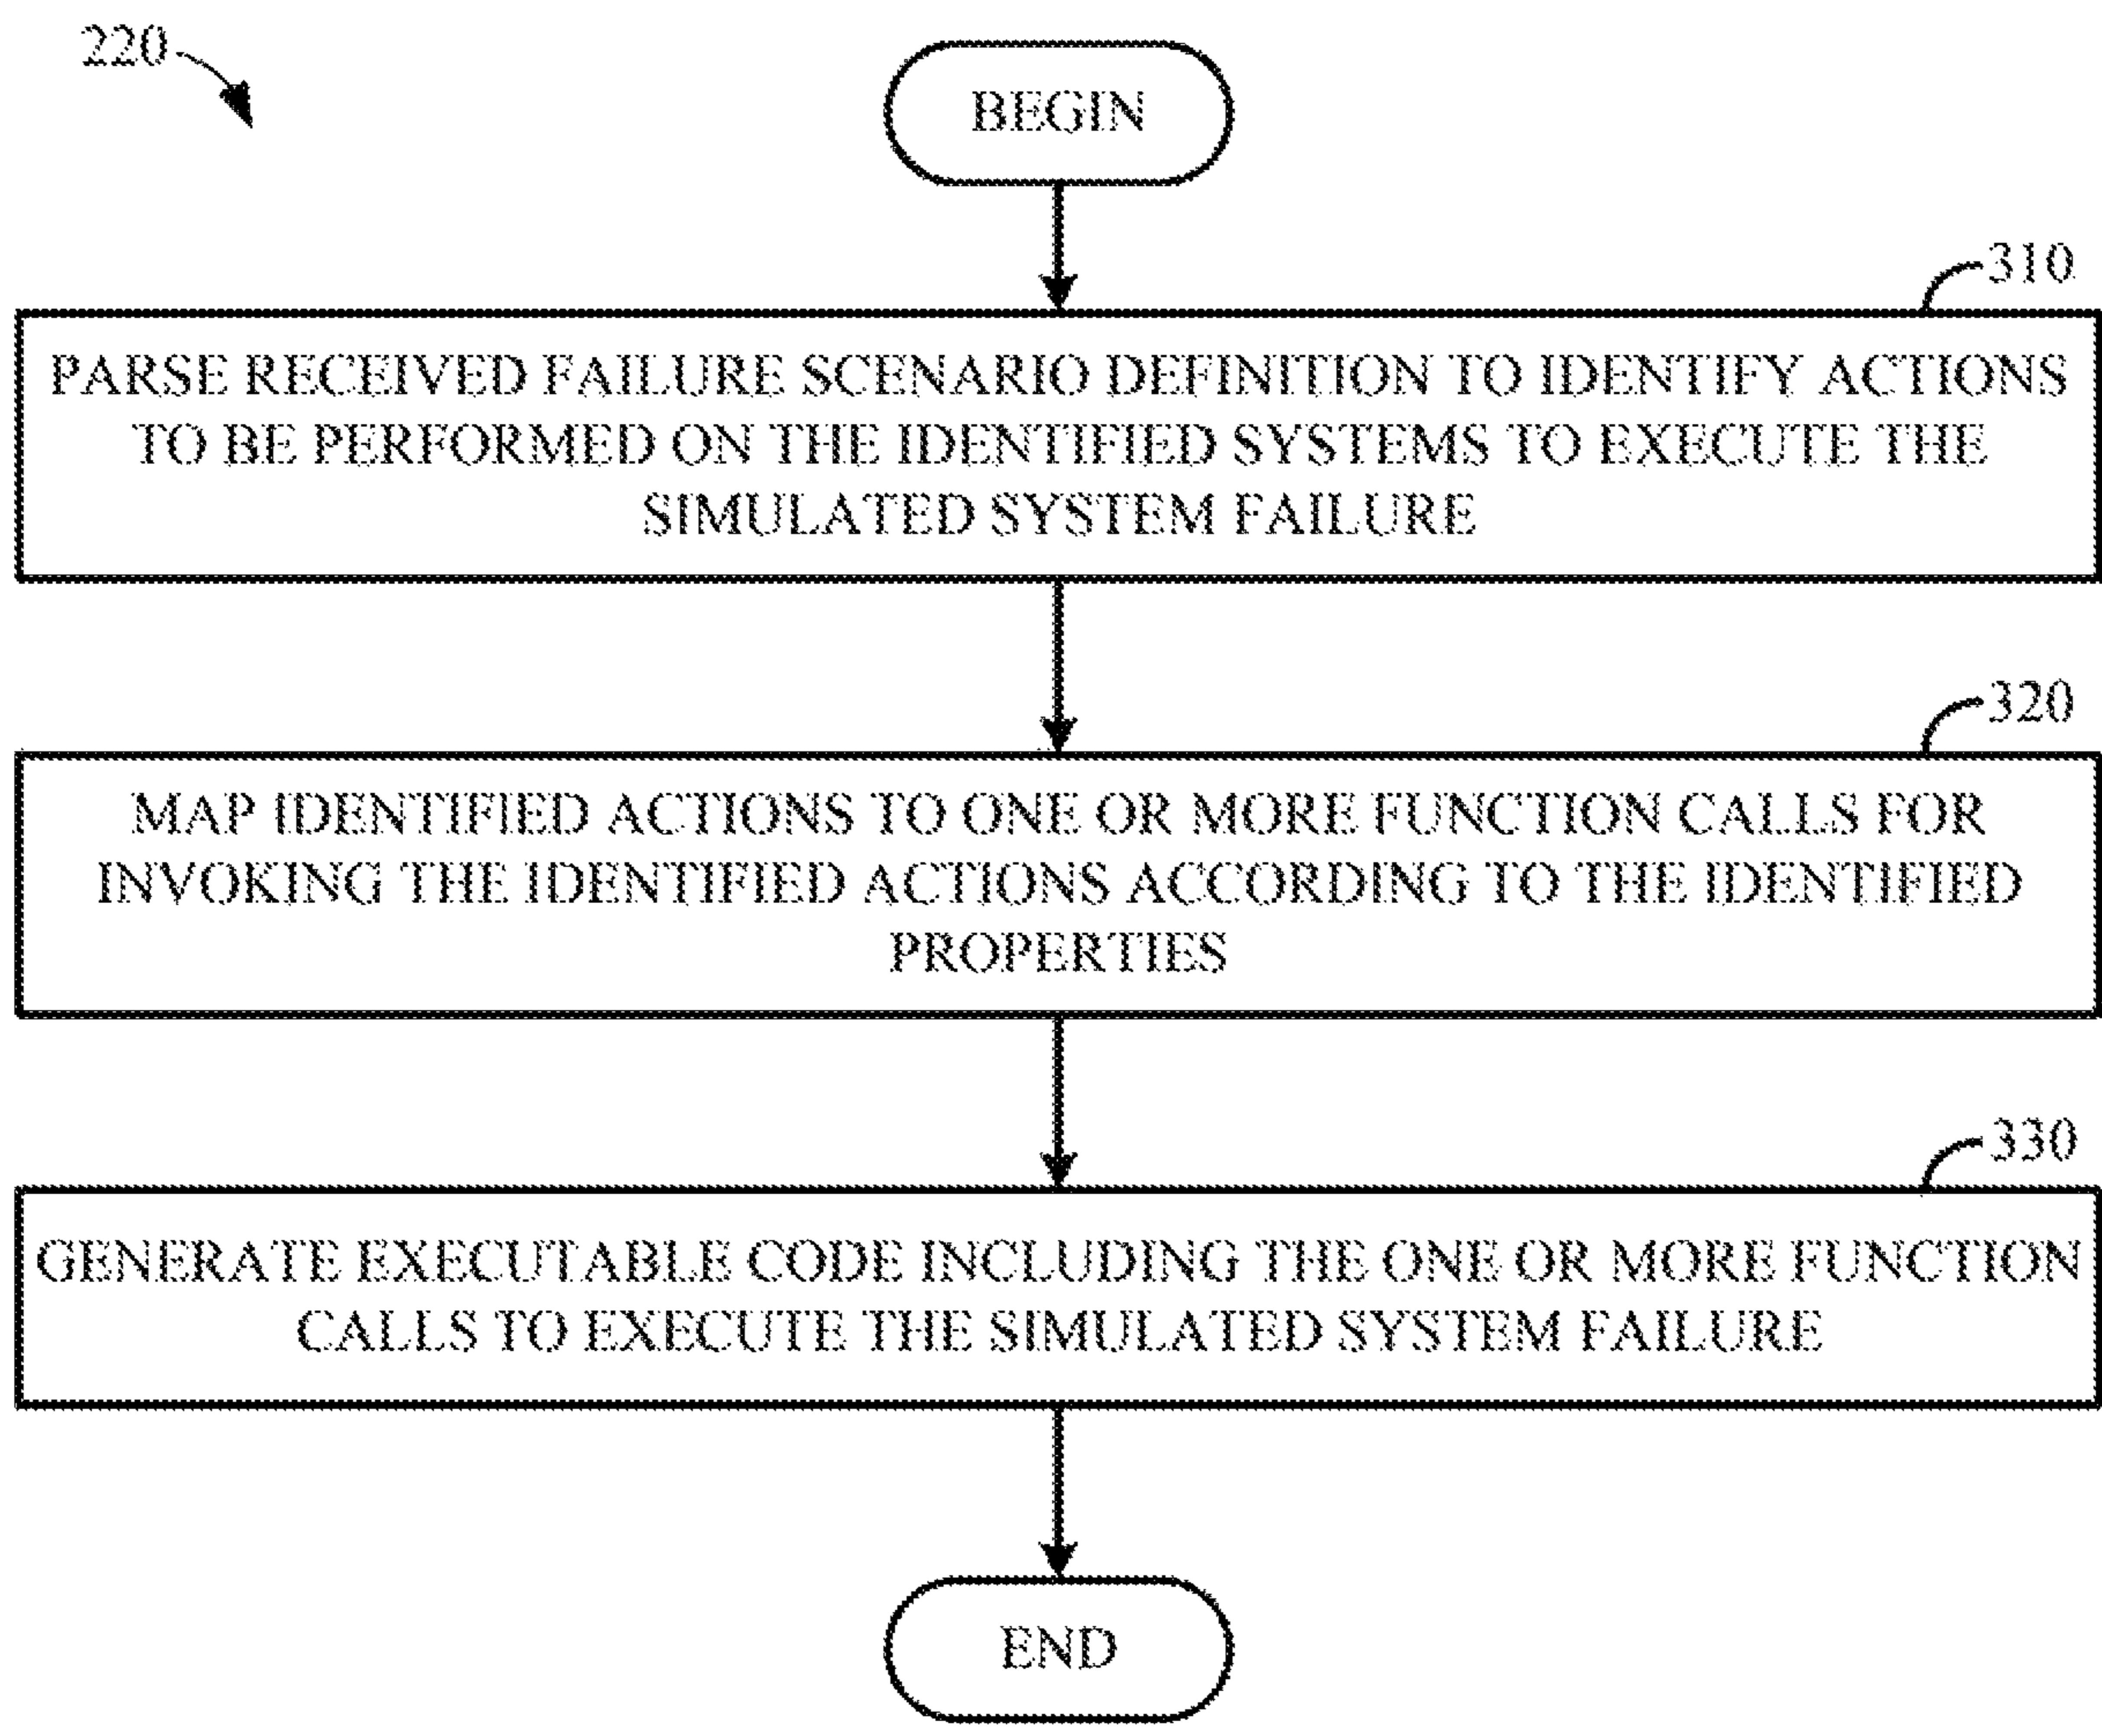 220
BEGIN
310
PARSE RECEIVED FAILURE SCENARIO DEFINITION TO IDENTIFY ACTIONS
TO BE PERFORMED ON THE IDENTIFIED SYSTEMS TO EXECUTE THE
SIMULATED SYSTEM FAILURE
320
MAP IDENTIFIED ACTIONS TO ONE OR MORE FUNCTION CALLS FOR
INVOKING THE IDENTIFIED ACTIONS ACCORDING TO THE IDENTIFIED
PROPERTIES
330
GENERATE EXECUTABLE CODE INCLUDING THE ONE OR MORE FUNCTION
CALLS TO EXECUTE THE SIMULATED SYSTEM FAILURE
END